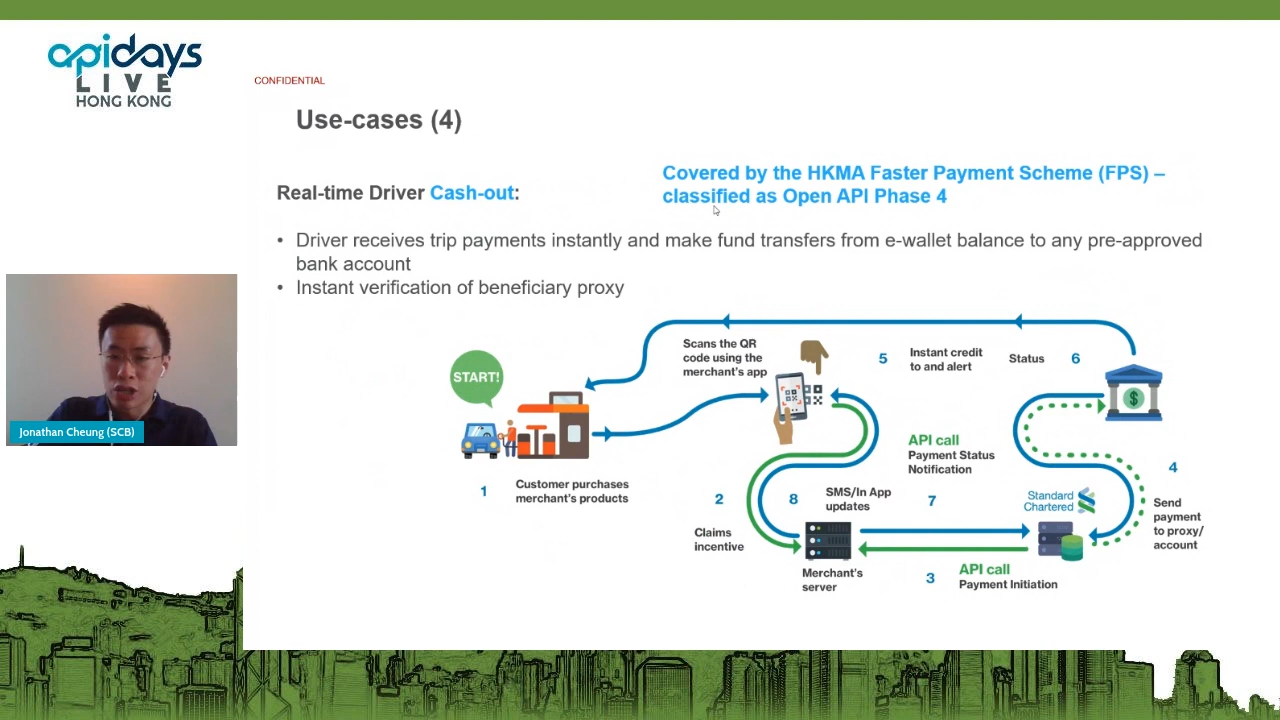 apidays
LIVE
HONG KONG
CONFIDENTIAL
Use-cases (4)
Real-time Driver Cash-out:
Covered by the HKMA Faster Payment Scheme (FPS) –
classified as Open API Phase 4
• Driver receives trip payments instantly and make fund transfers from e-wallet balance to any pre-approved
bank account
• Instant verification of beneficiary proxy
START!
1
Customer purchases
merchant's products
Scans the QR
code using the
merchant's app
5
Instant credit
to and alert
Status
6
$
API call
Payment Status
Notification
4
Send
payment
to proxy/
account
2
Claims
incentive
8
SMS/In App
updates
7
Standard
Chartered
Merchant's
server
3
API call
Payment Initiation
Jonathan Cheung (SCB)